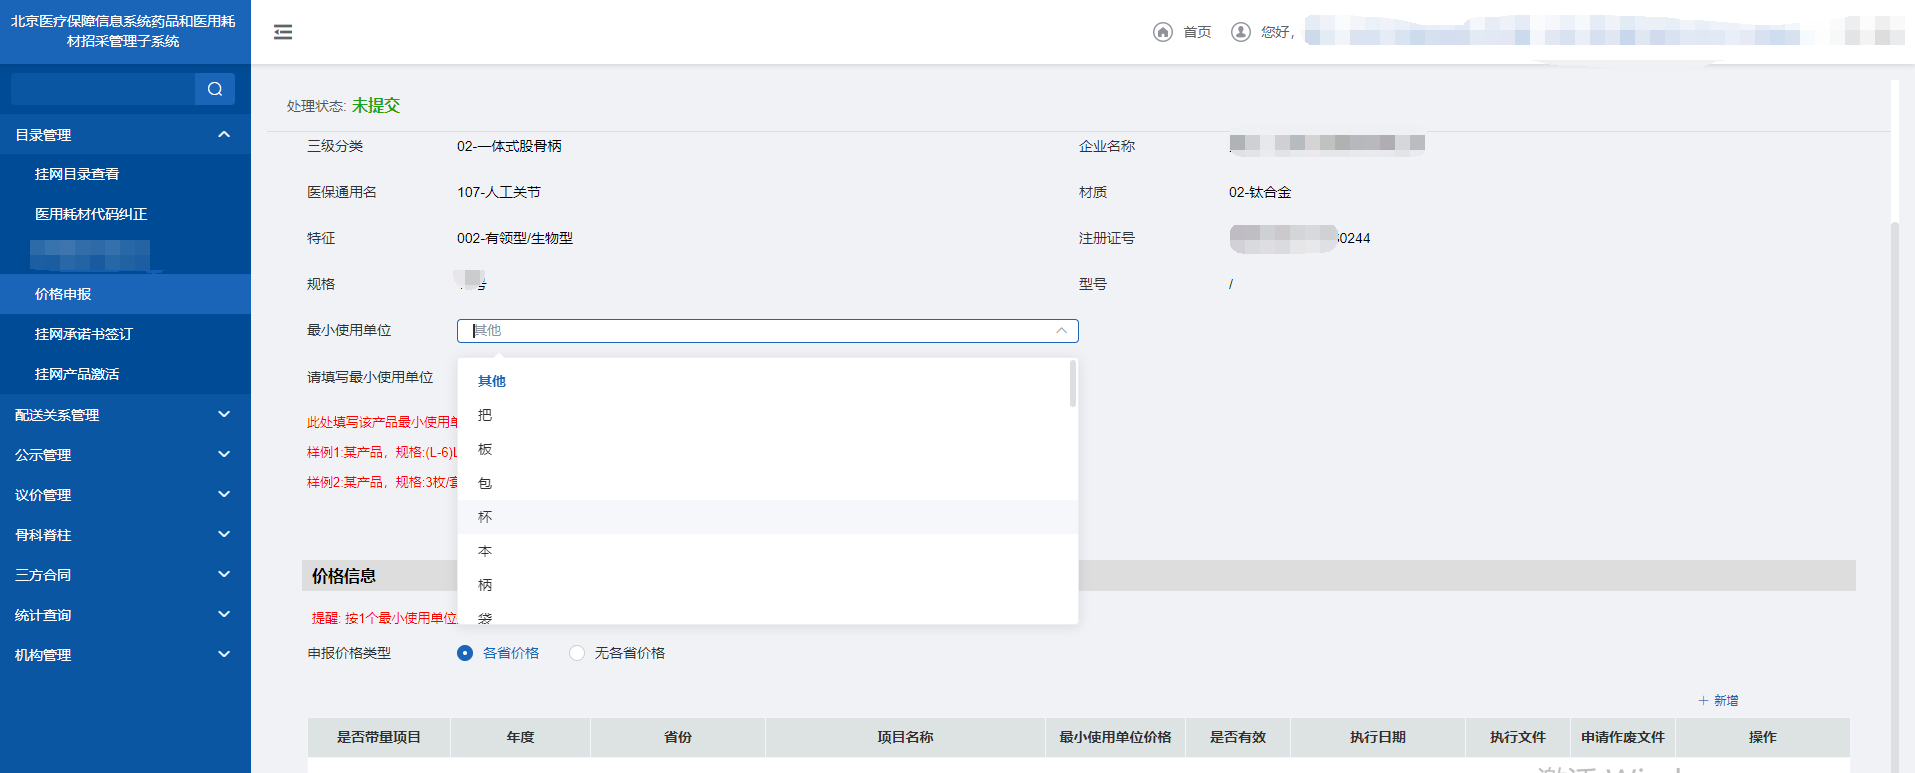 北京医疗保障信息系统药品和医用耗
材招采管理子系统
首页
您好,
目录管理
挂网目录查看
医用耗材代码纠正
价格申报
挂网承诺书签订
挂网产品激活
配送关系管理
公示管理
议价管理
骨科脊柱
三方合同
统计查询
机构管理
处理状态: 未提交
三级分类 02-一体式股骨柄 企业名称
医保通用名 107-人工关节 材质 02-钛合金
特征 002-有领型/生物型 注册证号 0244
规格 号 型号 /
最小使用单位 其他
请填写最小使用单位
此处填写该产品最小使用单
样例1:某产品，规格:(L-6)L
样例2:某产品，规格:3枚/套
其他
把
板
包
杯
本
柄
袋
价格信息
提醒: 按1个最小使用单位
申报价格类型 各省价格 无各省价格
+ 新增
是否带量项目 年度 省份 项目名称 最小使用单位价格 是否有效 执行日期 执行文件 申请作废文件 操作